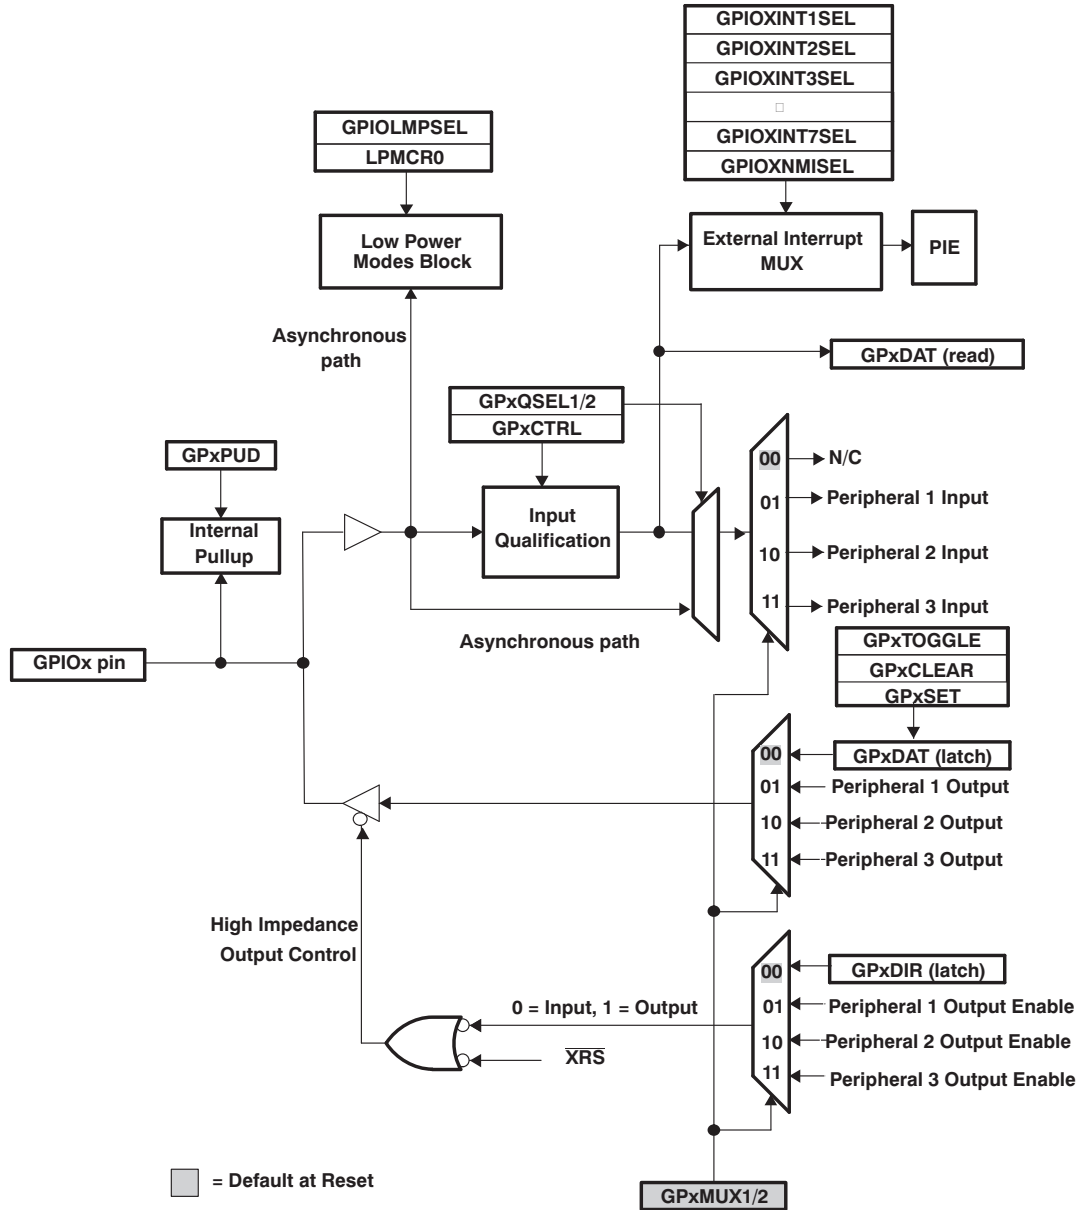 GPIOXINT1SEL
GPIOXINT2SEL
GPIOXINT3SEL
GPIOXINT7SEL
GPIOXNMISEL
GPIOLMPSEL
LPMCR0
Low Power
Modes Block
External Interrupt
MUX
PIE
Asynchronous
path
GPxDAT (read)
GPxQSEL1/2
GPxCTRL
GPxPUD
Internal
Pullup
Input
Qualification
00
N/C
01
Peripheral 1 Input
10
Peripheral 2 Input
11
Peripheral 3 Input
Asynchronous path
GPIOx pin
GPxTOGGLE
GPxCLEAR
GPxSET
00
GPxDAT (latch)
01
Peripheral 1 Output
10
Peripheral 2 Output
11
Peripheral 3 Output
High Impedance
Output Control
00
GPxDIR (latch)
0 = Input, 1 = Output
01
Peripheral 1 Output Enable
10
Peripheral 2 Output Enable
XRS
11
Peripheral 3 Output Enable
= Default at Reset
GPxMUX1/2